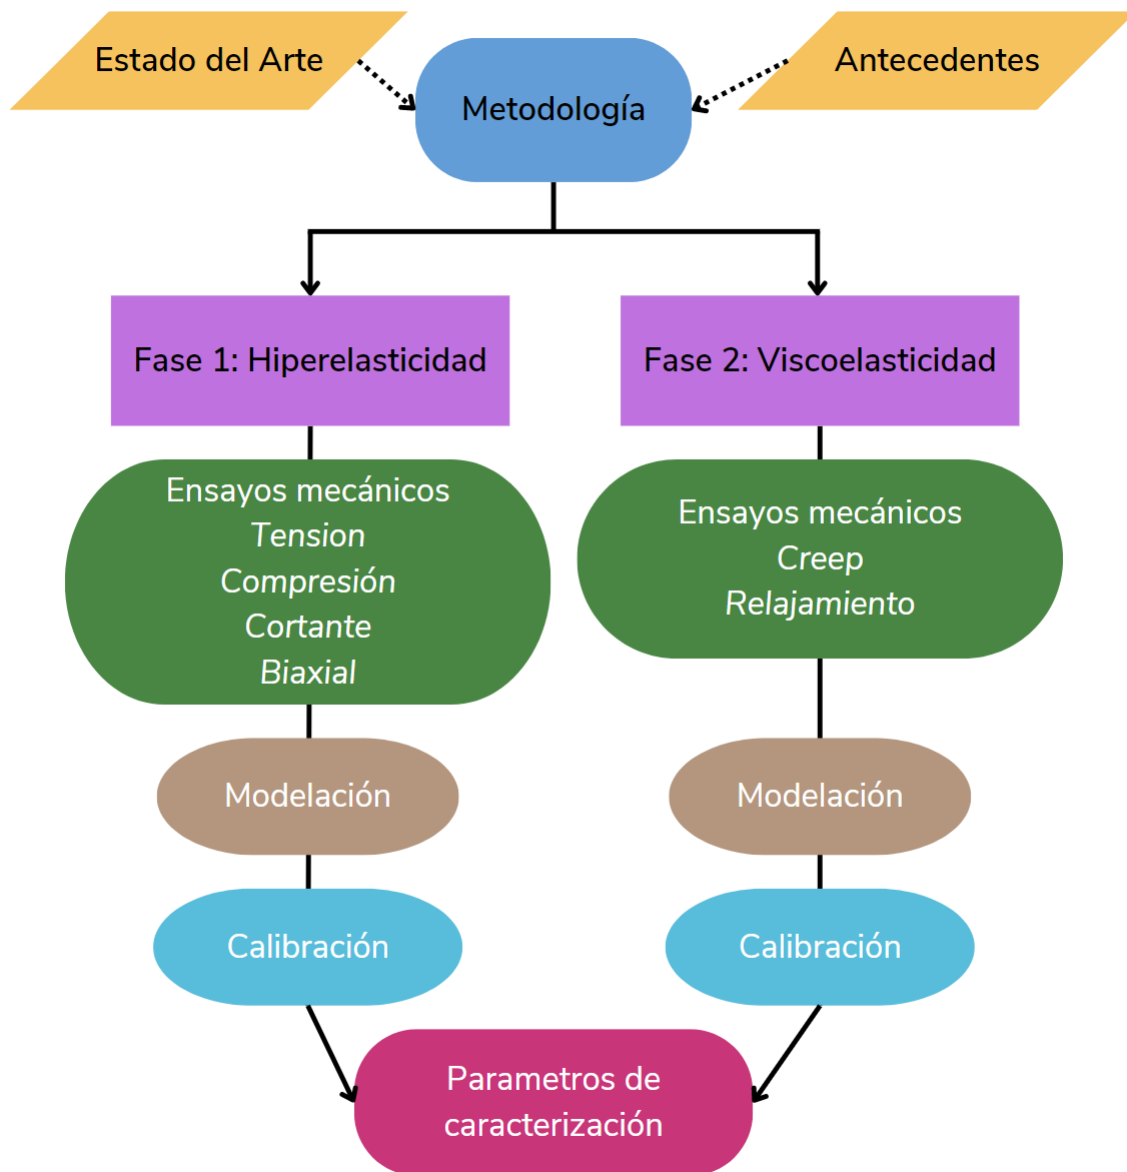 Estado del Arte
Antecedentes
Metodología
Fase 1: Hiperelasticidad
Fase 2: Viscoelasticidad
Ensayos mecánicos
Tension
Compresión
Cortante
Biaxial
Ensayos mecánicos
Creep
Relajamiento
Modelación
Modelación
Calibración
Calibración
Parametros de
caracterización